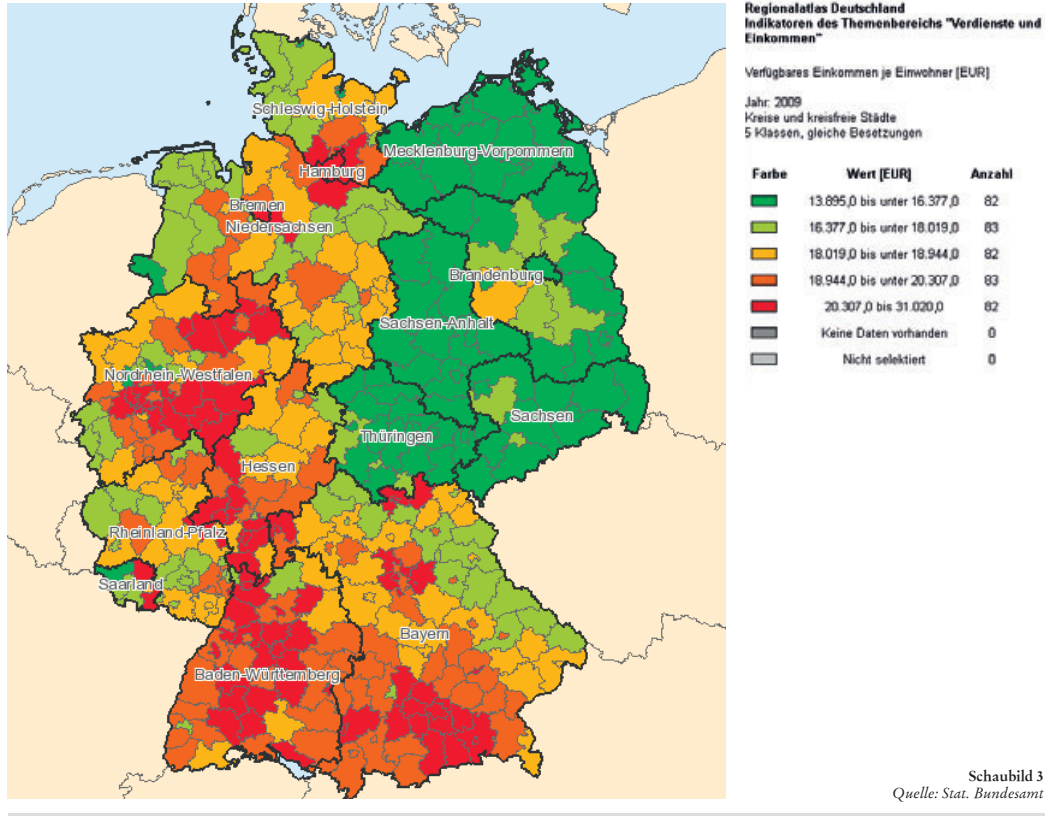 Regionalatlas Deutschland
Indikatoren des Themenbereichs "Verdienste und
Einkommen"
Verfügbares Einkommen je Einwohner [EUR]
Jahr: 2009
Kreise und kreisfreie Städte
5 Klassen, gleiche Besetzungen
Farbe Wert [EUR] Anzahl
13.895,0 bis unter 16.377,0 82
16.377,0 bis unter 18.019,0 83
18.019,0 bis unter 18.944,0 82
18.944,0 bis unter 20.307,0 83
20.307,0 bis 31.020,0 82
Keine Daten vorhanden 0
Nicht selektiert 0
Schleswig-Holstein
Mecklenburg-Vorpommern
Hamburg
Bremen
Niedersachsen
Brandenburg
Sachsen-Anhalt
Nordrhein-Westfalen
Sachsen
Thüringen
Hessen
Rheinland-Pfalz
Saarland
Bayern
Baden-Württemberg
Schaubild 3
Quelle: Stat. Bundesamt